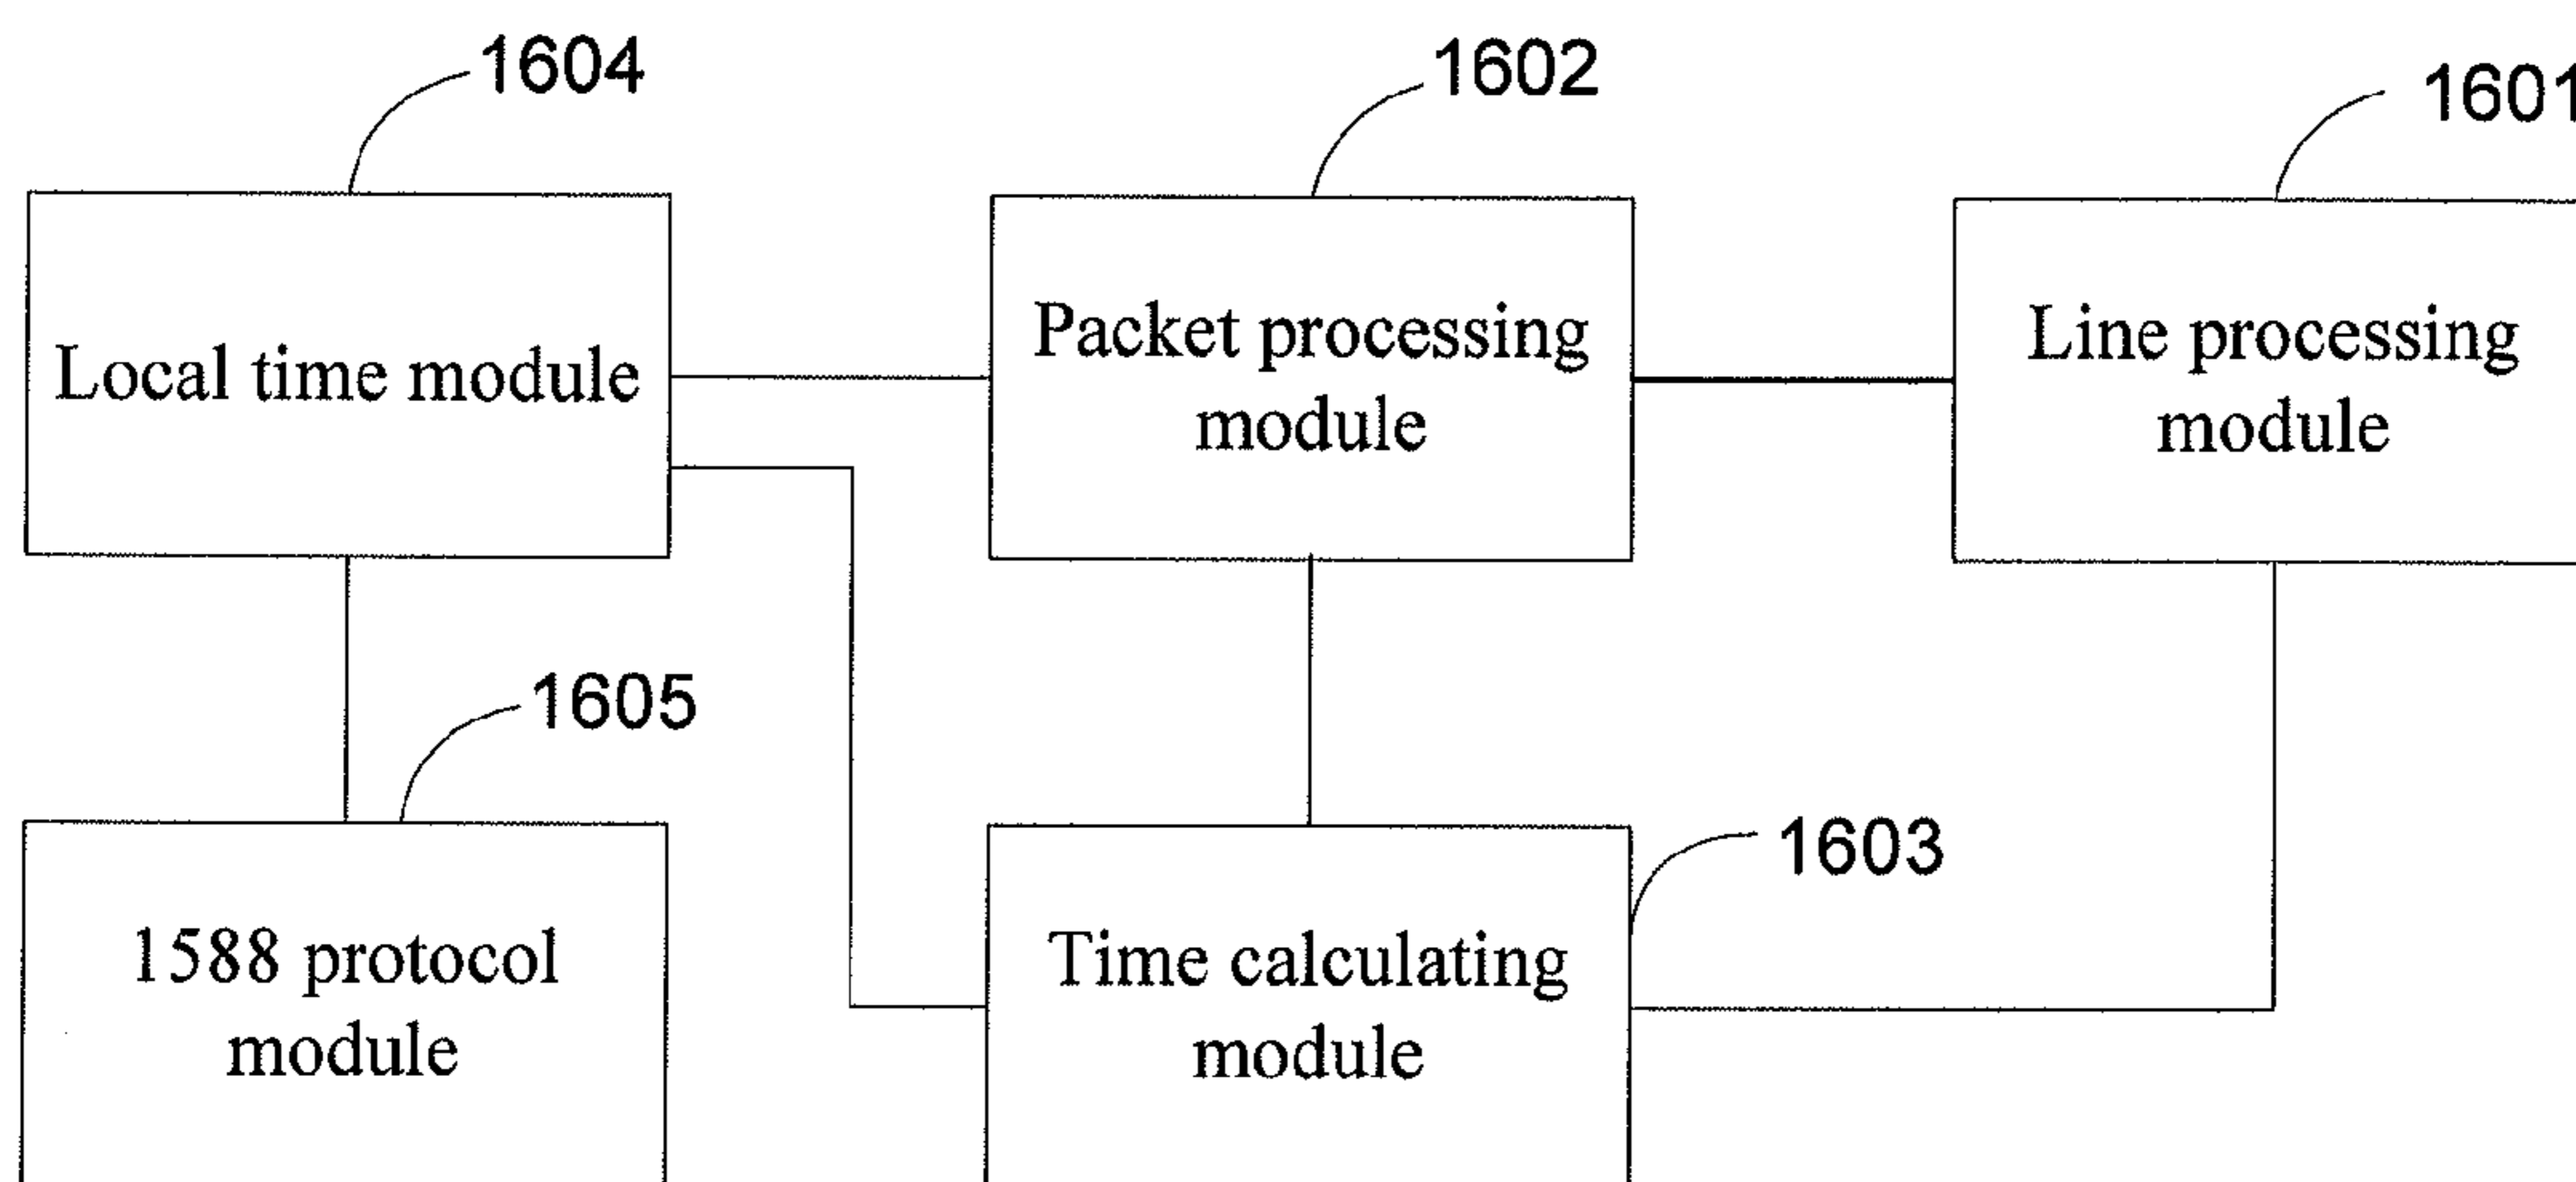 1604
1602
1601
Local time module
Packet processing
module
Line processing
module
1605
1603
1588 protocol
module
Time calculating
module